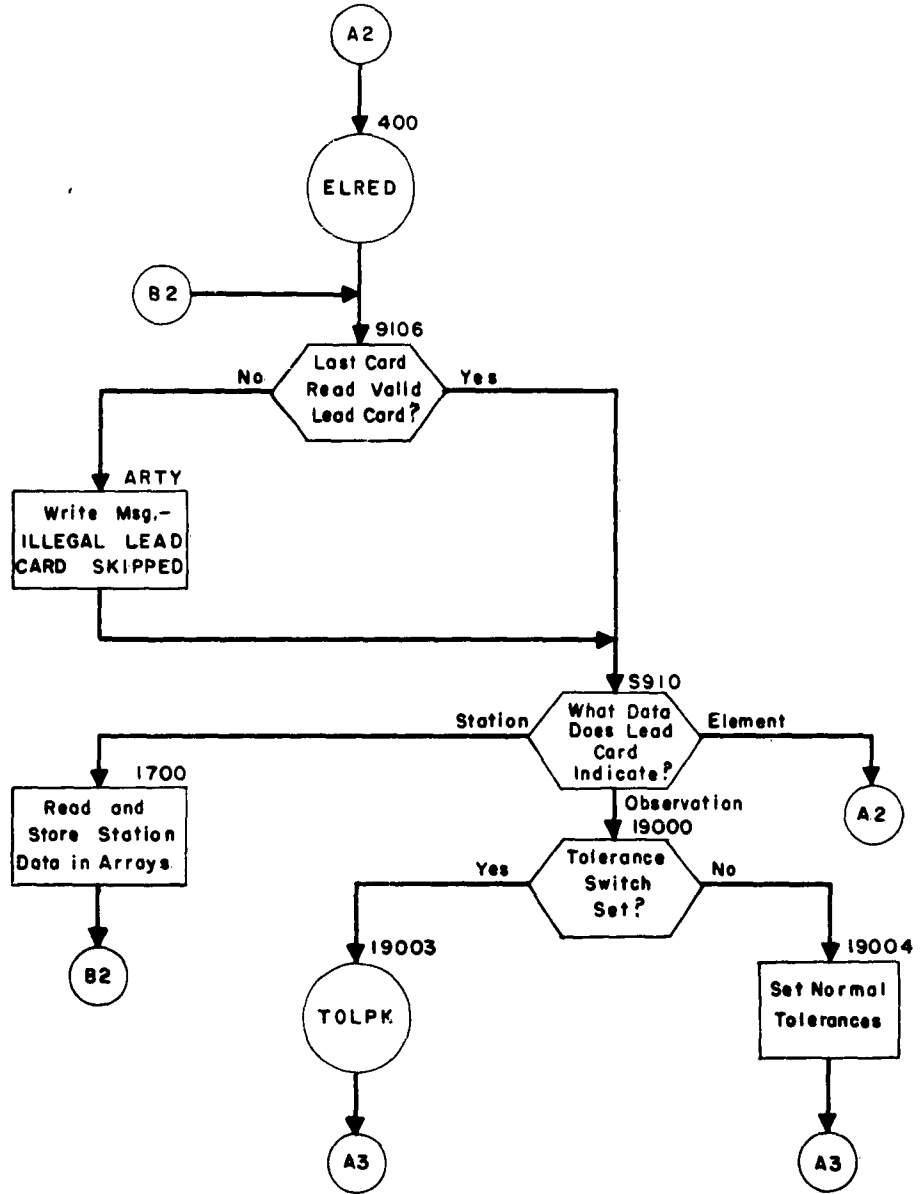 A2
400
ELRED
B2
9106
Last Card
Read Valid
Lead Card?
No
Yes
ARTY
Write Msg.-
ILLEGAL LEAD
CARD SKIPPED
S910
What Data
Does Lead
Card
Indicate?
Station
Element
1700
Read and
Store Station
Data in Arrays
A2
Observation
19000
Tolerance
Switch
Set?
Yes
No
B2
19003
TOLPK
19004
Set Normal
Tolerances
A3
A3